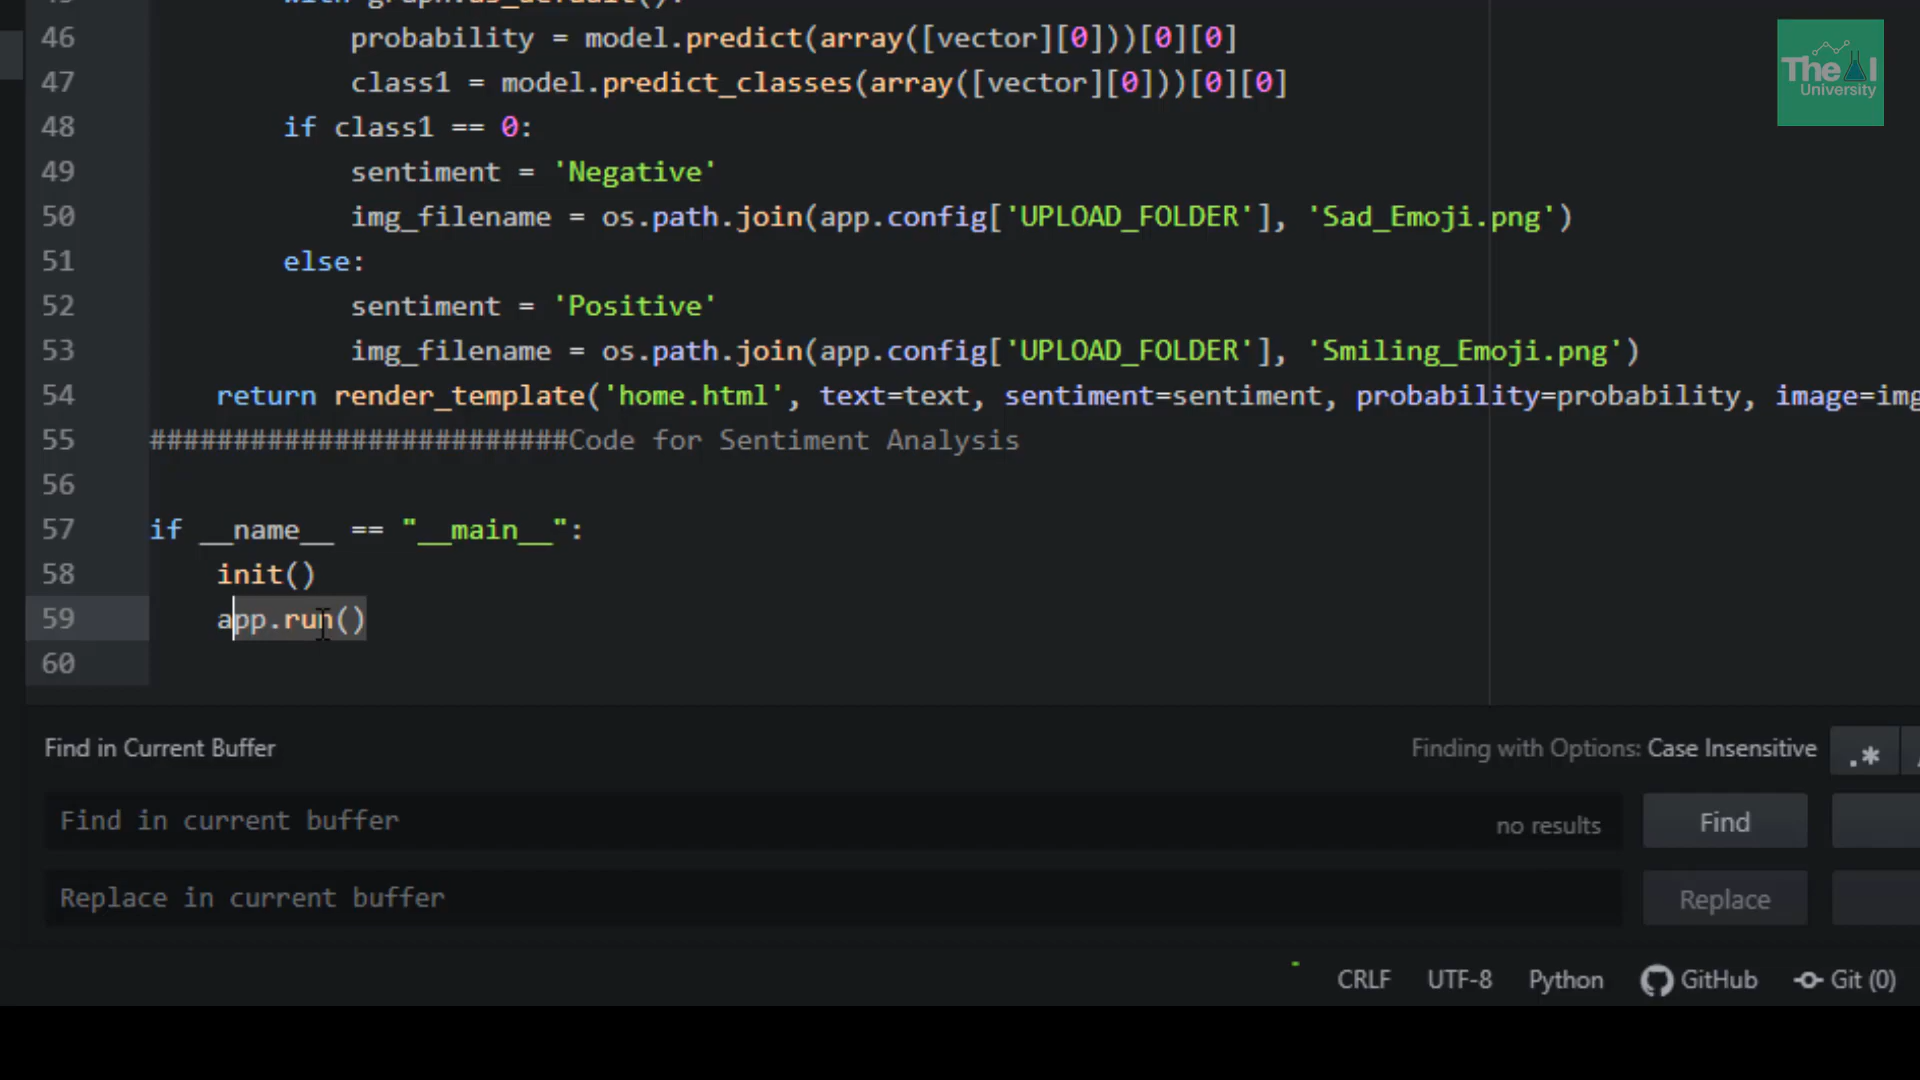 46 probability = model.predict(array([vector][0]))[0][0]
47 class1 = model.predict_classes(array([vector][0]))[0][0]
48 if class1 == 0:
49 sentiment = 'Negative'
50 img_filename = os.path.join(app.config['UPLOAD_FOLDER'], 'Sad_Emoji.png')
51 else:
52 sentiment = 'Positive'
53 img_filename = os.path.join(app.config['UPLOAD_FOLDER'], 'Smiling_Emoji.png')
54 return render_template('home.html', text=text, sentiment=sentiment, probability=probability, image=img
55 #########################Code for Sentiment Analysis
56
57 if __name__ == "__main__":
58 init()
59 app.run()
60
The AI
University
Find in Current Buffer
Finding with Options: Case Insensitive
.*
Find in current buffer
no results
Find
Replace in current buffer
Replace
CRLF UTF-8 Python GitHub Git (0)